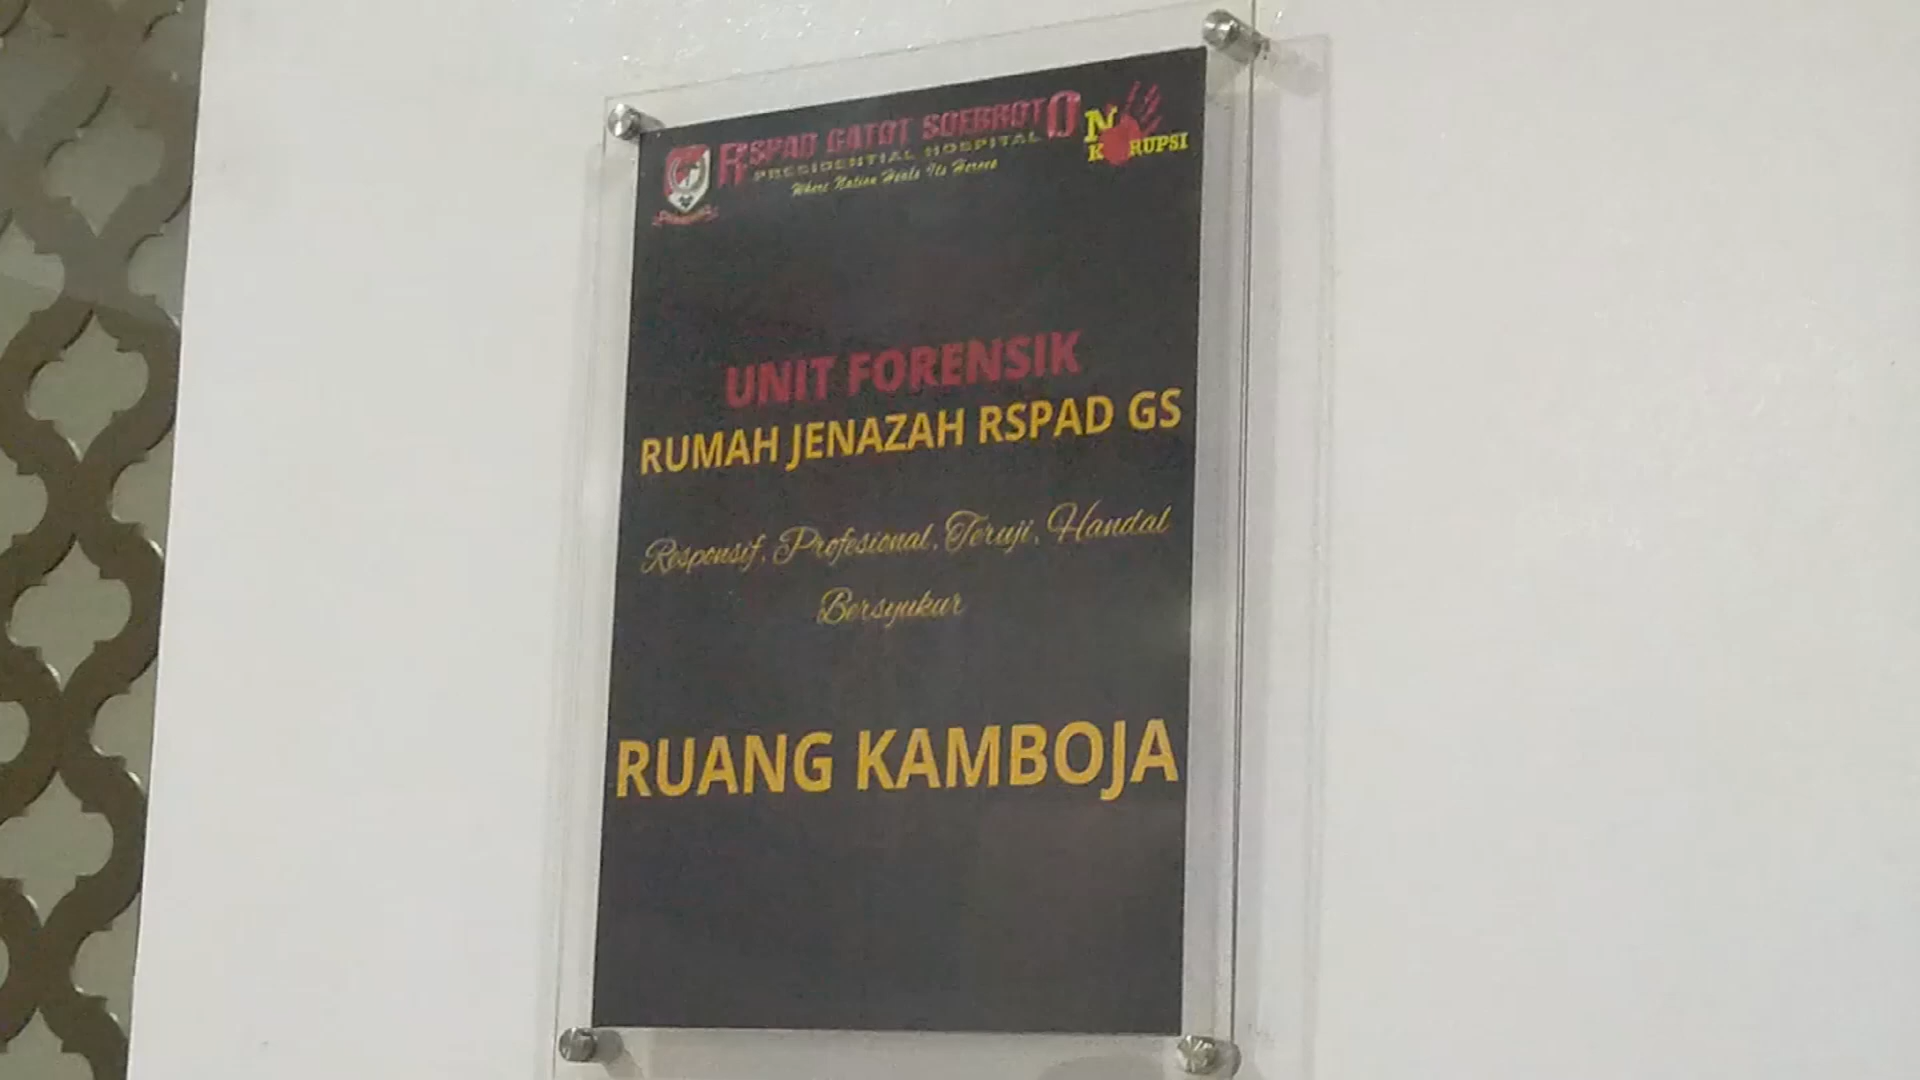 RSPAD GATOT SOEBROTO
PRESIDENTIAL HOSPITAL
Where Nation Heals Its Heroes
NO KORUPSI
UNIT FORENSIK
RUMAH JENAZAH RSPAD GS
Responsif, Profesional, Teruji, Handal
Bersyukur
RUANG KAMBOJA